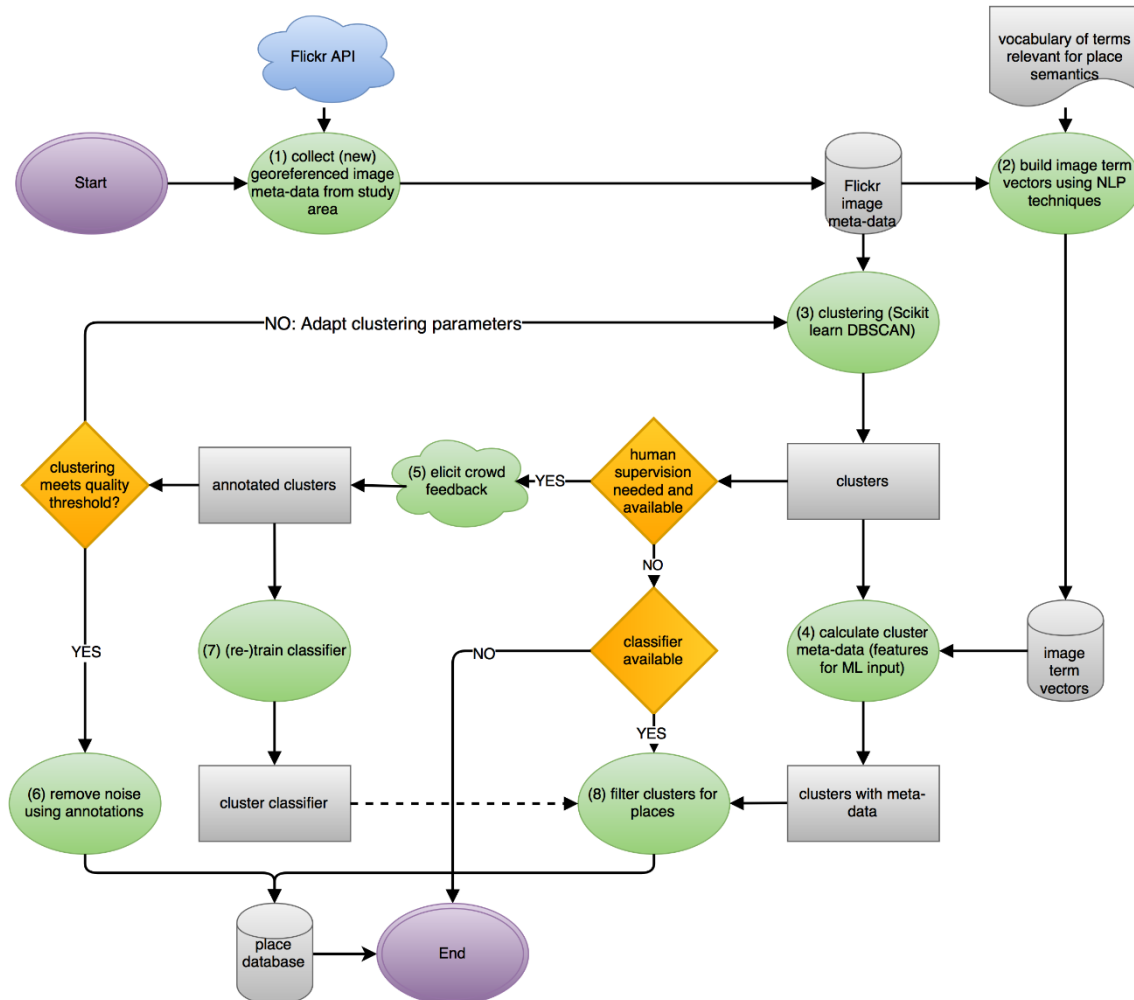 Flickr API
vocabulary of terms
relevant for place
semantics
Start
(1) collect (new)
georeferenced image
meta-data from study
area
Flickr
image
meta-data
(2) build image term
vectors using NLP
techniques
NO: Adapt clustering parameters
(3) clustering (Scikit
learn DBSCAN)
clustering
meets quality
threshold?
annotated clusters
(5) elicit crowd
feedback
YES
human
supervision
needed and
available
clusters
NO
YES
(7) (re-)train classifier
NO
classifier
available
(4) calculate cluster
meta-data (features
for ML input)
image
term
vectors
YES
(6) remove noise
using annotations
cluster classifier
(8) filter clusters for
places
clusters with meta-
data
place
database
End